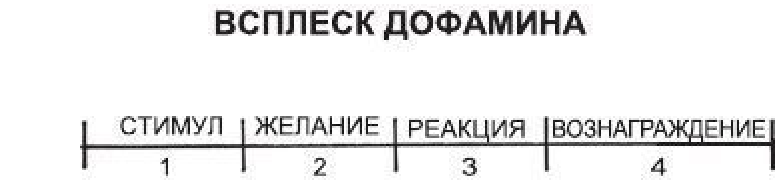 ВСПЛЕСК ДОФАМИНА
СТИМУЛ ЖЕЛАНИЕ РЕАКЦИЯ ВОЗНАГРАЖДЕНИЕ
1 2 3 4